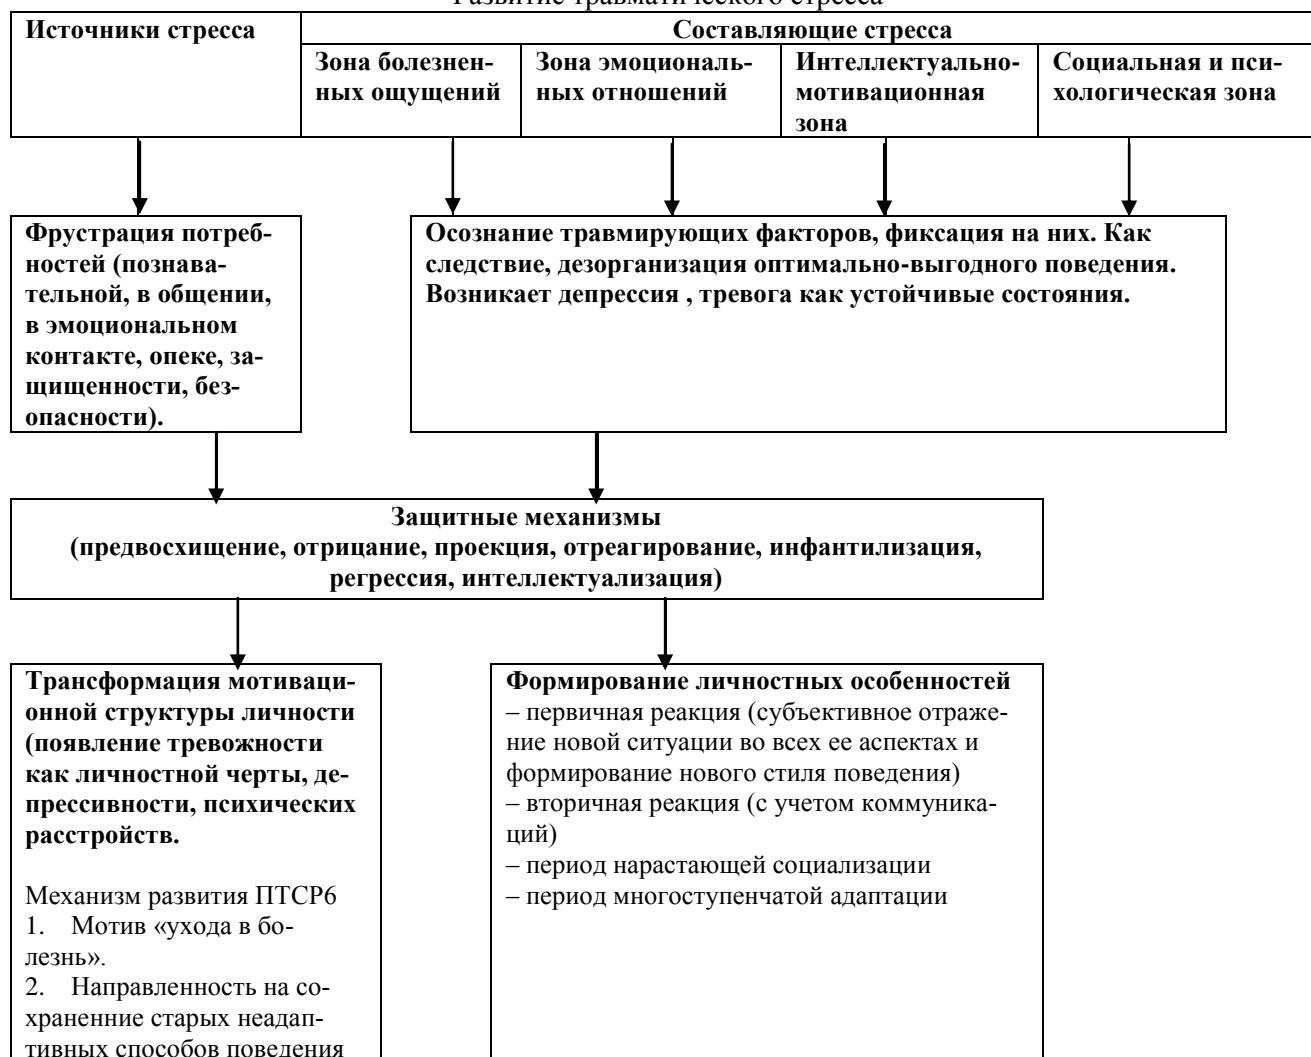 Развитие травматического стресса
Источники стресса
Составляющие стресса
Зона болезнен-
ных ощущений
Зона эмоциональ-
ных отношений
Интеллектуально-
мотивационная
зона
Социальная и пси-
хологическая зона
Фрустрация потреб-
ностей (познава-
тельной, в общении,
в эмоциональном
контакте, опеке, за-
щищенности, без-
опасности).
Осознание травмирующих факторов, фиксация на них. Как
следствие, дезорганизация оптимально-выгодного поведения.
Возникает депрессия , тревога как устойчивые состояния.
Защитные механизмы
(предвосхищение, отрицание, проекция, отреагирование, инфантилизация,
регрессия, интеллектуализация)
Трансформация мотиваци-
онной структуры личности
(появление тревожности
как личностной черты, де-
прессивности, психических
расстройств.
Механизм развития ПТСР6
1. Мотив «ухода в бо-
лезнь».
2. Направленность на со-
храненние старых неадап-
тивных способов поведения
Формирование личностных особенностей
– первичная реакция (субъективное отраже-
ние новой ситуации во всех ее аспектах и
формирование нового стиля поведения)
– вторичная реакция (с учетом коммуника-
ций)
– период нарастающей социализации
– период многоступенчатой адаптации